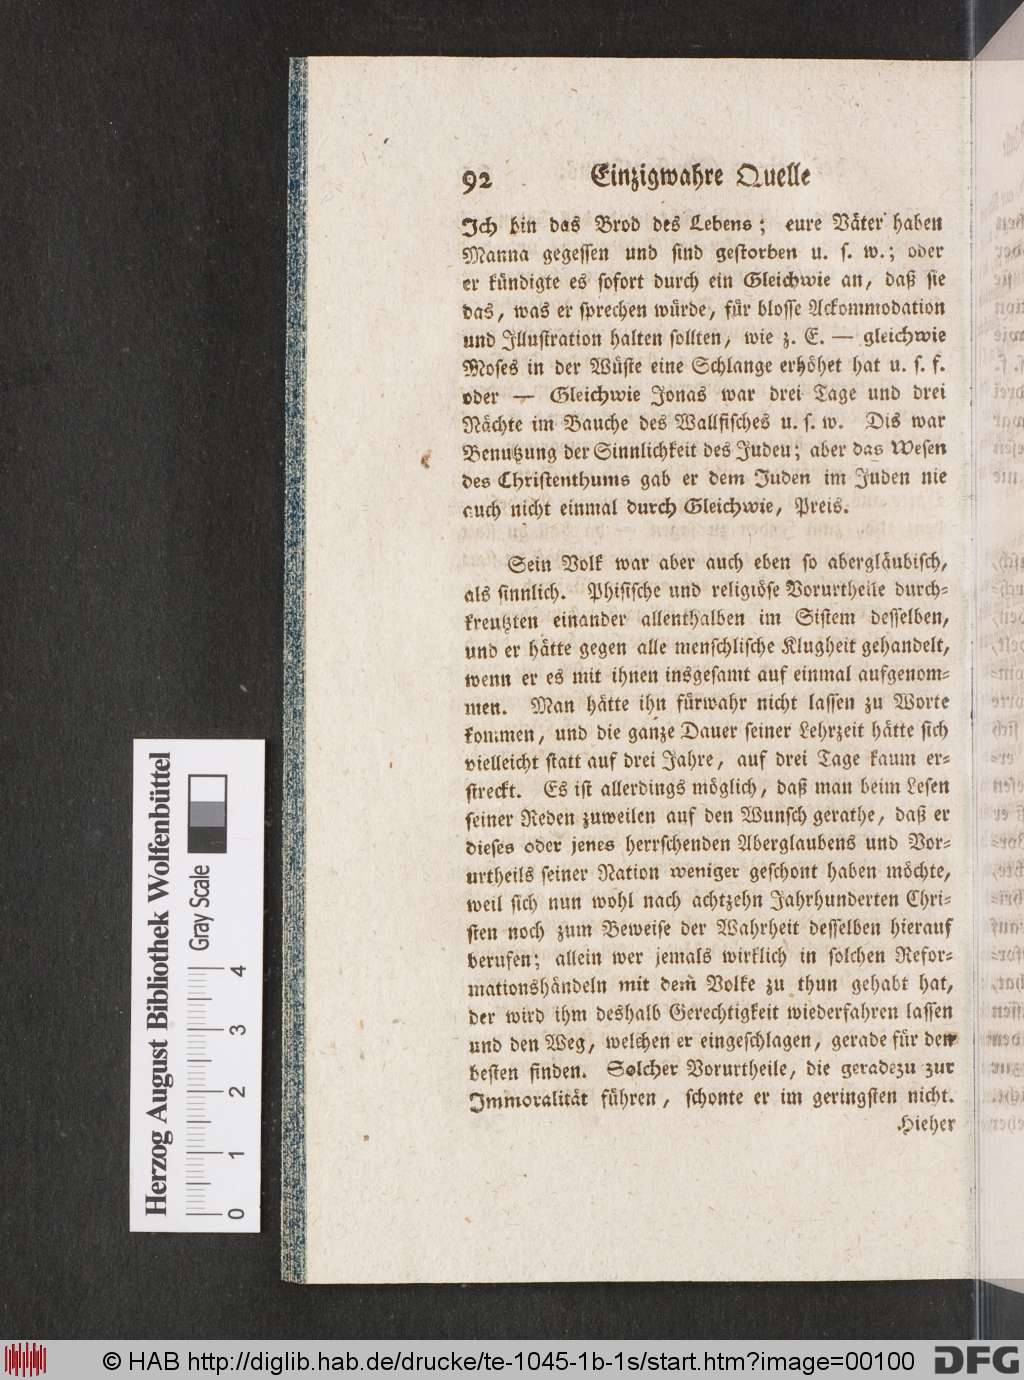 92 Einzigwahre Quelle
Ich bin das Brod des Lebens; eure Väter haben
Manna gegessen und sind gestorben u. s. w.; oder
er kündigte es sofort durch ein Gleichwie an, daß sie
das, was er sprechen würde, für blosse Ackommodation
und Illustration halten sollten, wie z. E. — gleichwie
Moses in der Wüste eine Schlange erhöhet hat u. s. f.
oder — Gleichwie Jonas war drei Tage und drei
Nächte im Bauche des Wallfisches u. s. w. Dis war
Benutzung der Sinnlichkeit des Juden; aber das Wesen
des Christenthums gab er dem Juden im Juden nie
auch nicht einmal durch Gleichwie, Preis.
Sein Volk war aber auch eben so abergläubisch,
als sinnlich. Phisische und religiöse Vorurtheile durch-
kreutzten einander allenthalben im Sistem desselben,
und er hätte gegen alle menschlische Klugheit gehandelt,
wenn er es mit ihnen insgesamt auf einmal aufgenom-
men. Man hätte ihn fürwahr nicht lassen zu Worte
kommen, und die ganze Dauer seiner Lehrzeit hätte sich
vielleicht statt auf drei Jahre, auf drei Tage kaum er-
streckt. Es ist allerdings möglich, daß man beim Lesen
seiner Reden zuweilen auf den Wunsch gerathe, daß er
dieses oder jenes herrschenden Aberglaubens und Vor-
urtheils seiner Nation weniger geschont haben möchte,
weil sich nun wohl nach achtzehn Jahrhunderten Chri-
sten noch zum Beweise der Wahrheit desselben hierauf
berufen; allein wer jemals wirklich in solchen Refor-
mationshändeln mit dem Volke zu thun gehabt hat,
der wird ihm deshalb Gerechtigkeit wiederfahren lassen
und den Weg, welchen er eingeschlagen, gerade für den
besten finden. Solcher Vorurtheile, die geradezu zur
Immoralität führen, schonte er im geringsten nicht.
Hieher
Herzog August Bibliothek Wolfenbüttel
Gray Scale
0 1 2 3 4
© HAB http://diglib.hab.de/drucke/te-1045-1b-1s/start.htm?image=00100
DFG